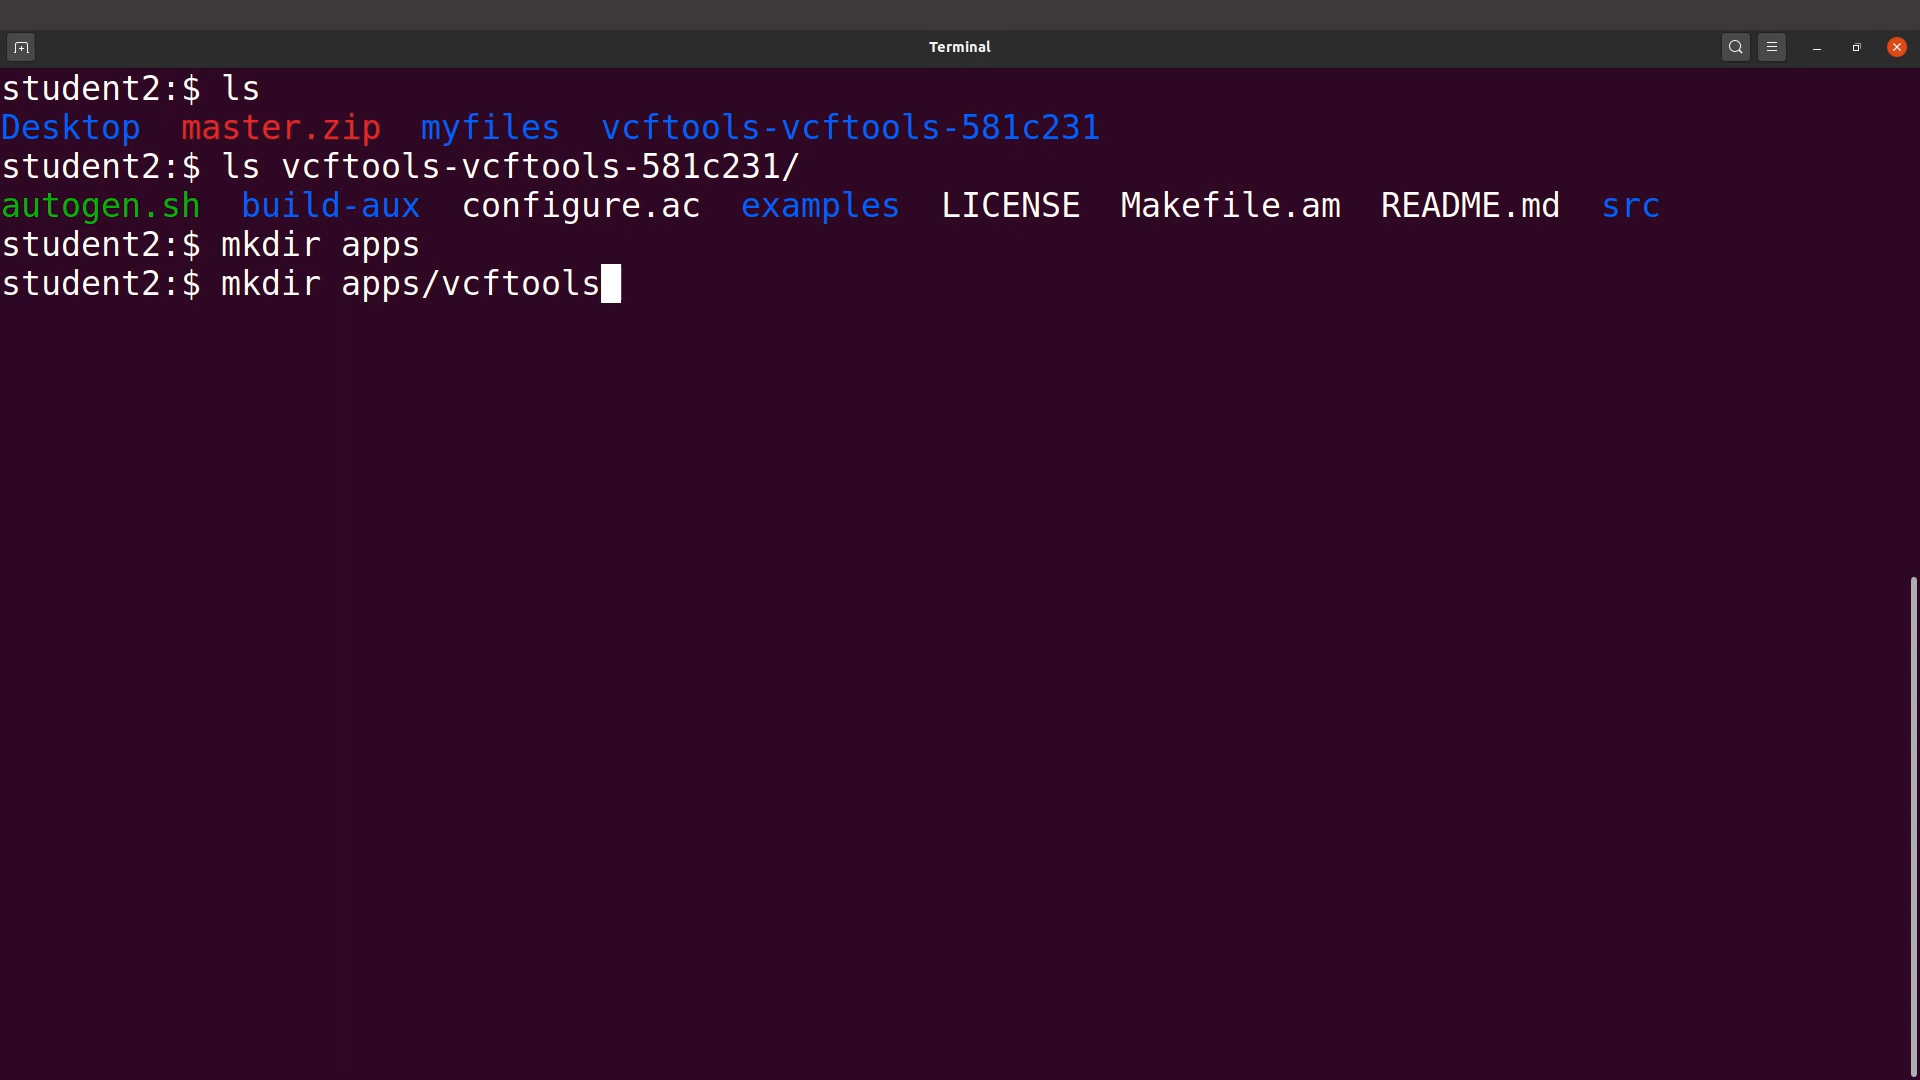 Terminal
student2:$ ls
Desktop  master.zip  myfiles  vcftools-vcftools-581c231
student2:$ ls vcftools-vcftools-581c231/
autogen.sh  build-aux  configure.ac  examples  LICENSE  Makefile.am  README.md  src
student2:$ mkdir apps
student2:$ mkdir apps/vcftools